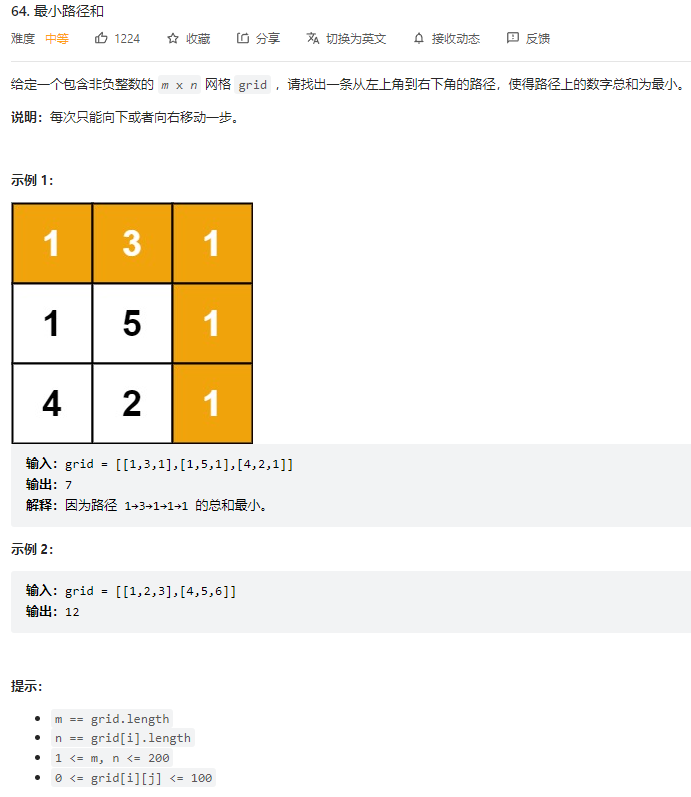 64. 最小路径和
难度 中等 1224 收藏 分享 切换为英文 接收动态 反馈
给定一个包含非负整数的 m x n 网格 grid ，请找出一条从左上角到右下角的路径，使得路径上的数字总和为最小。
说明：每次只能向下或者向右移动一步。
示例 1：
1 3 1
1 5 1
4 2 1
输入：grid = [[1,3,1],[1,5,1],[4,2,1]]
输出：7
解释：因为路径 1→3→1→1→1 的总和最小。
示例 2：
输入：grid = [[1,2,3],[4,5,6]]
输出：12
提示：
m == grid.length
n == grid[i].length
1 <= m, n <= 200
0 <= grid[i][j] <= 100